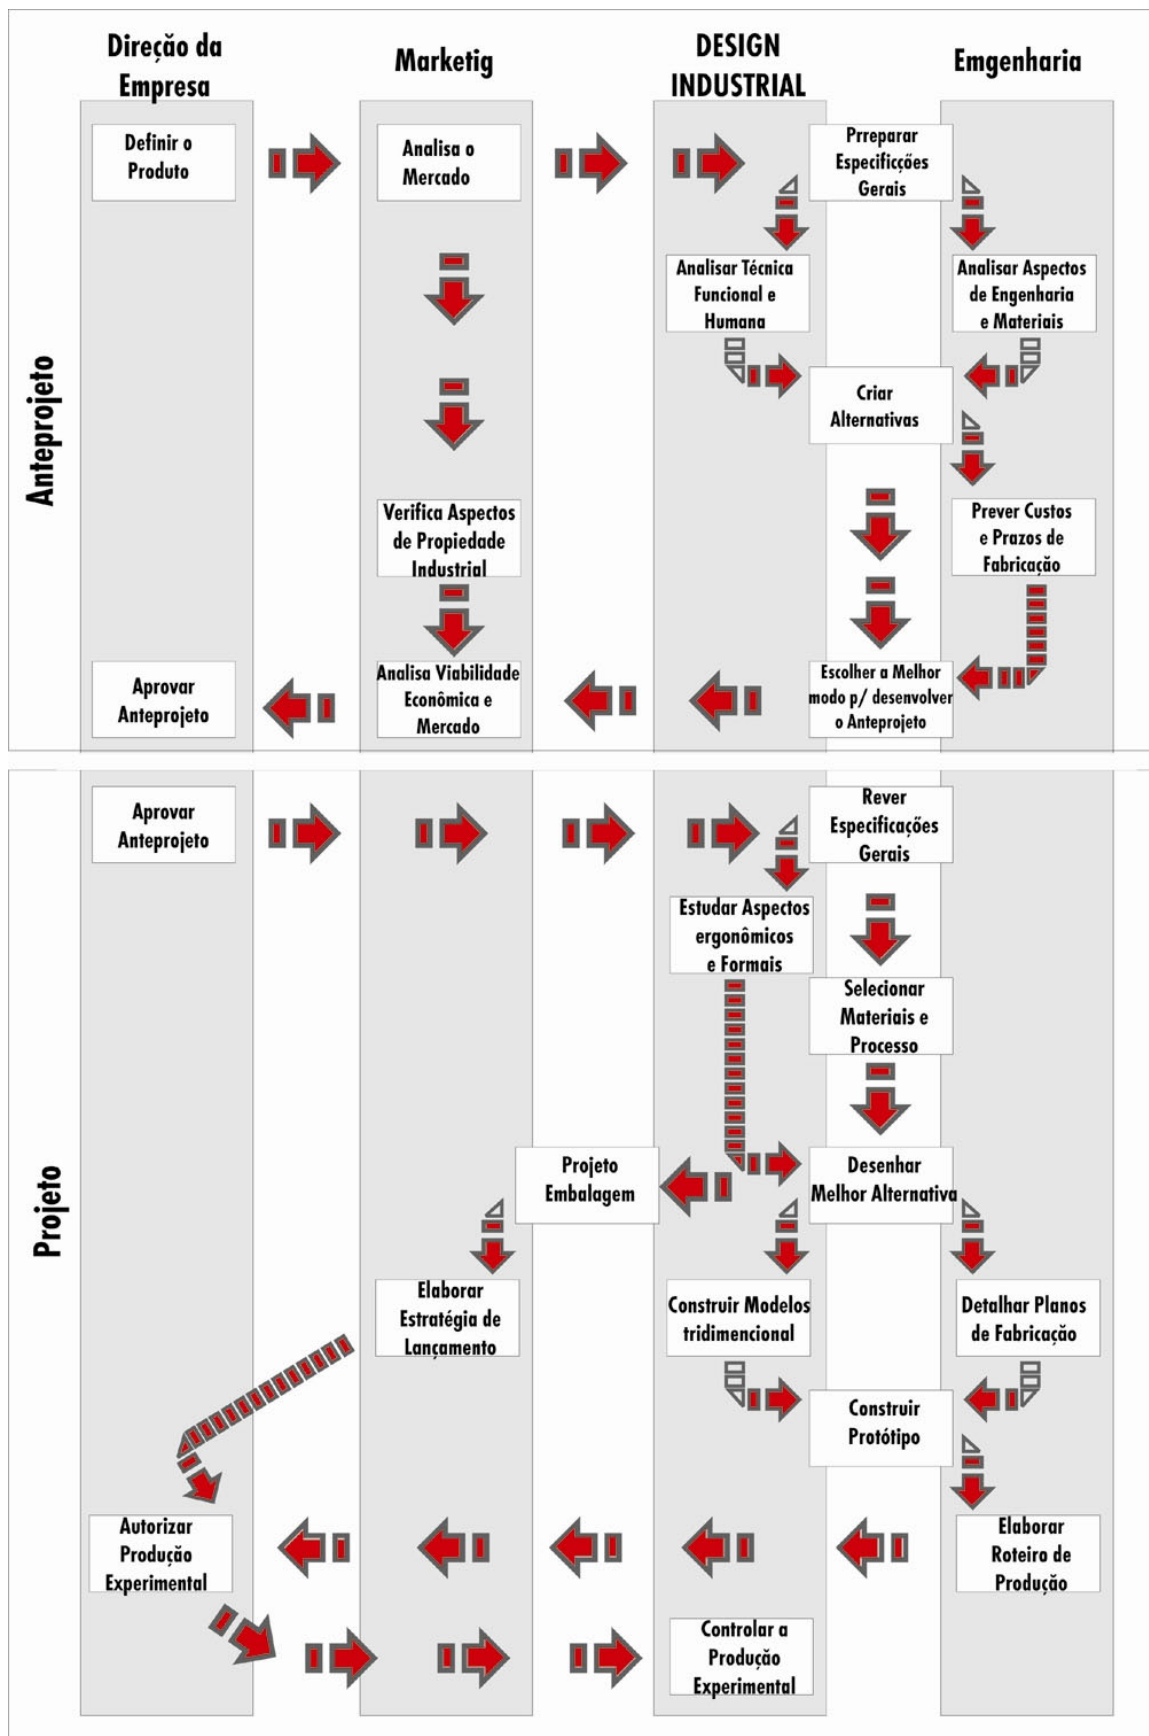 Direção da
Empresa
Marketig
DESIGN
INDUSTRIAL
Emgenharia
Anteprojeto
Definir o
Produto
Analisa o
Mercado
Prreparar
Especificções
Gerais
Analisar Técnica
Funcional e
Humana
Analisar Aspectos
de Engenharia
e Materiais
Criar
Alternativas
Verifica Aspectos
de Propiedade
Industrial
Prever Custos
e Prazos de
Fabricação
Aprovar
Anteprojeto
Analisa Viabilidade
Econômica e
Mercado
Escolher a Melhor
modo p/ desenvolver
o Anteprojeto
Projeto
Aprovar
Anteprojeto
Rever
Especificações
Gerais
Estudar Aspectos
ergonômicos
e Formais
Selecionar
Materiais e
Processo
Projeto
Embalagem
Desenhar
Melhor Alternativa
Elaborar
Estratégia de
Lançamento
Construir Modelos
tridimencional
Detalhar Planos
de Fabricação
Construir
Protótipo
Autorizar
Produção
Experimental
Elaborar
Roteiro de
Produção
Controlar a
Produção
Experimental